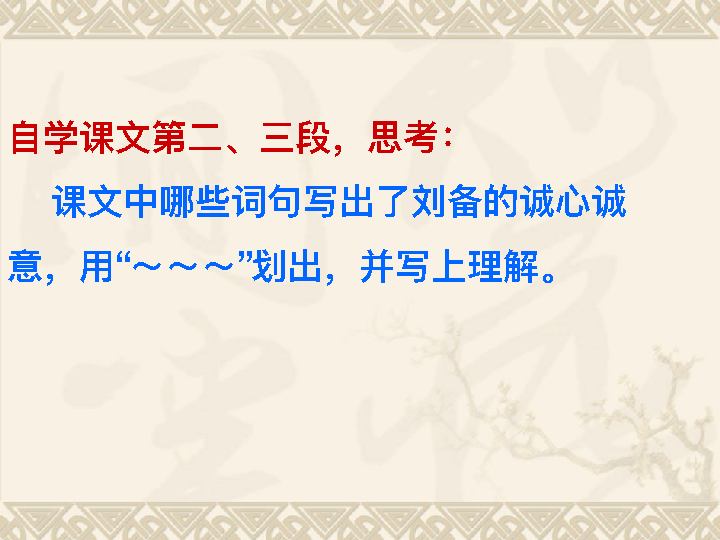 自学课文第二、三段，思考：
课文中哪些词句写出了刘备的诚心诚
意，用“～～～”划出，并写上理解。